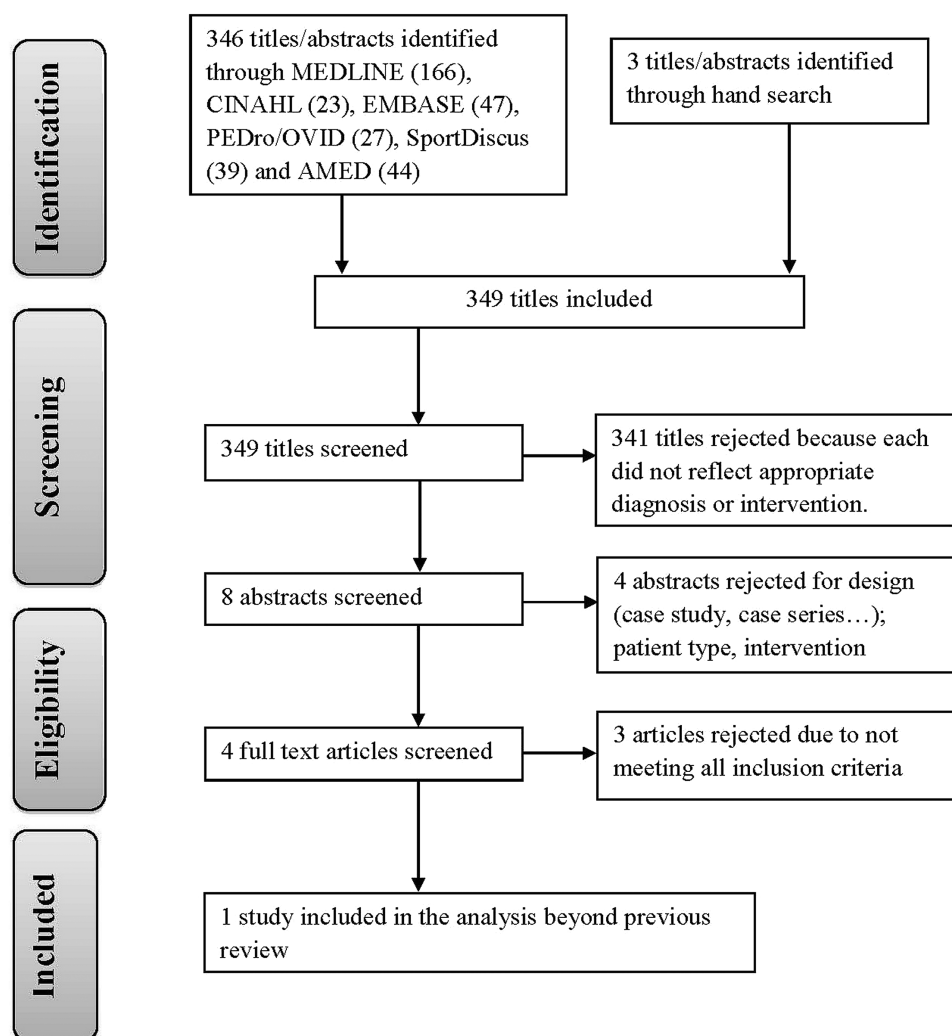 Identification
346 titles/abstracts identified
through MEDLINE (166),
CINAHL (23), EMBASE (47),
PEDro/OVID (27), SportDiscus
(39) and AMED (44)
3 titles/abstracts identified
through hand search
349 titles included
Screening
349 titles screened
341 titles rejected because each
did not reflect appropriate
diagnosis or intervention.
8 abstracts screened
4 abstracts rejected for design
(case study, case series…);
patient type, intervention
Eligibility
4 full text articles screened
3 articles rejected due to not
meeting all inclusion criteria
Included
1 study included in the analysis beyond previous
review